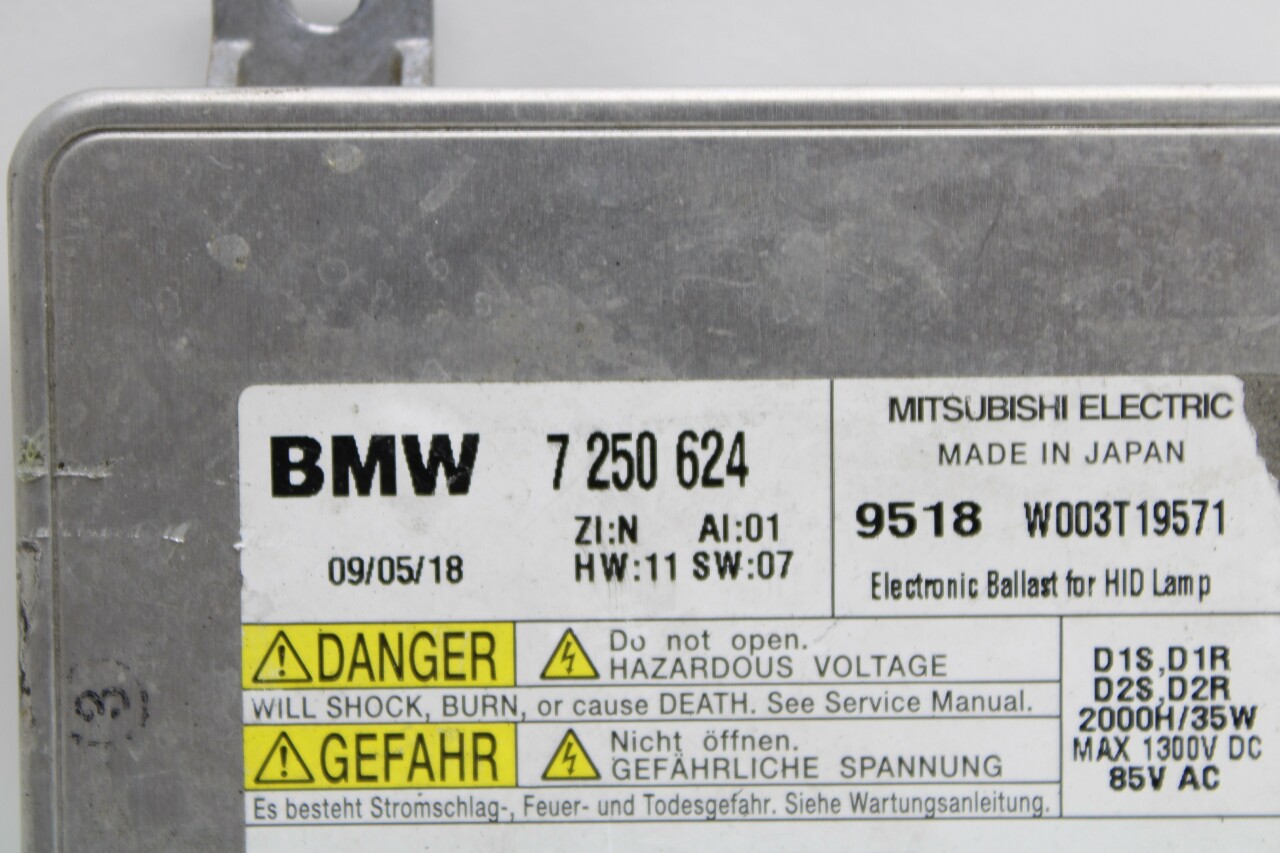 BMW 7 250 624
ZI:N AI:01
09/05/18 HW:11 SW:07
MITSUBISHI ELECTRIC
MADE IN JAPAN
9518 W003T19571
Electronic Ballast for HID Lamp
DANGER
Do not open.
HAZARDOUS VOLTAGE
WILL SHOCK, BURN, or cause DEATH. See Service Manual.
GEFAHR
Nicht öffnen.
GEFÄHRLICHE SPANNUNG
Es besteht Stromschlag-, Feuer- und Todesgefahr. Siehe Wartungsanleitung.
D1S,D1R
D2S,D2R
2000H/35W
MAX 1300V DC
85V AC
3